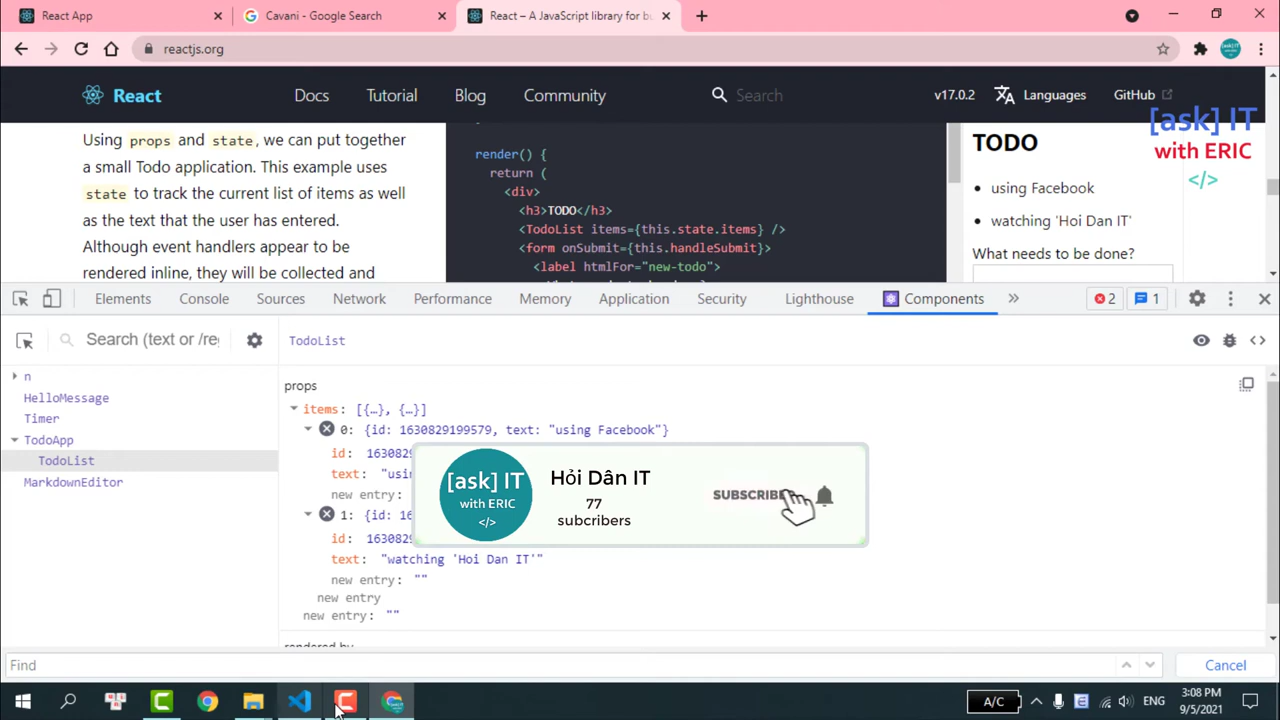 React App
Cavani - Google Search
React – A JavaScript library for bu
reactjs.org
React
Docs
Tutorial
Blog
Community
Search
v17.0.2
Languages
GitHub
[ask] IT
with ERIC
</>
Using props and state, we can put together
a small Todo application. This example uses
state to track the current list of items as well
as the text that the user has entered.
Although event handlers appear to be
rendered inline, they will be collected and
render() {
return (
<div>
<h3>TODO</h3>
<TodoList items={this.state.items} />
<form onSubmit={this.handleSubmit}>
<label htmlFor="new-todo">
TODO
using Facebook
watching 'Hoi Dan IT'
What needs to be done?
Elements
Console
Sources
Network
Performance
Memory
Application
Security
Lighthouse
Components
2
1
Search (text or /re
TodoList
n
HelloMessage
Timer
TodoApp
TodoList
MarkdownEditor
props
items: [{…}, {…}]
0: {id: 1630829199579, text: "using Facebook"}
id: 16308
text: "usi
new entry:
1: {id: 16
id: 16308
text: "watching 'Hoi Dan IT'"
new entry: ""
new entry
new entry: ""
rendered by
[ask] IT
with ERIC
</>
Hỏi Dân IT
77
subcribers
SUBSCRIBE
Find
Cancel
A/C
ENG
3:08 PM
9/5/2021